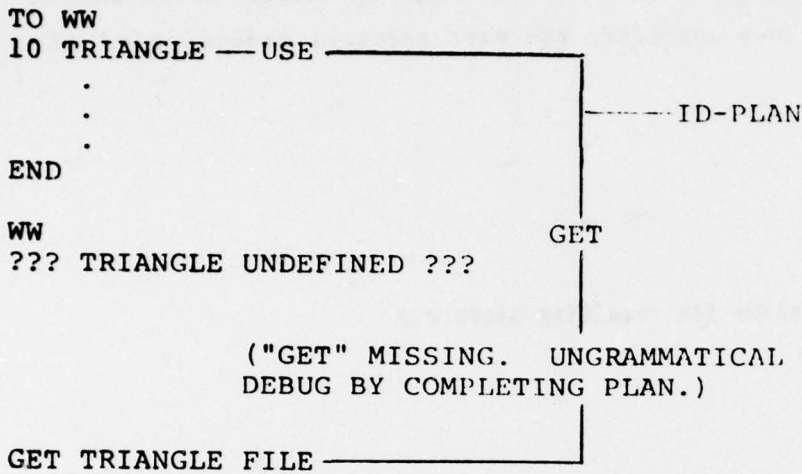 TO WW
10 TRIANGLE USE
ID-PLAN
END
WW
GET
??? TRIANGLE UNDEFINED ???
("GET" MISSING. UNGRAMMATICAL
DEBUG BY COMPLETING PLAN.)
GET TRIANGLE FILE